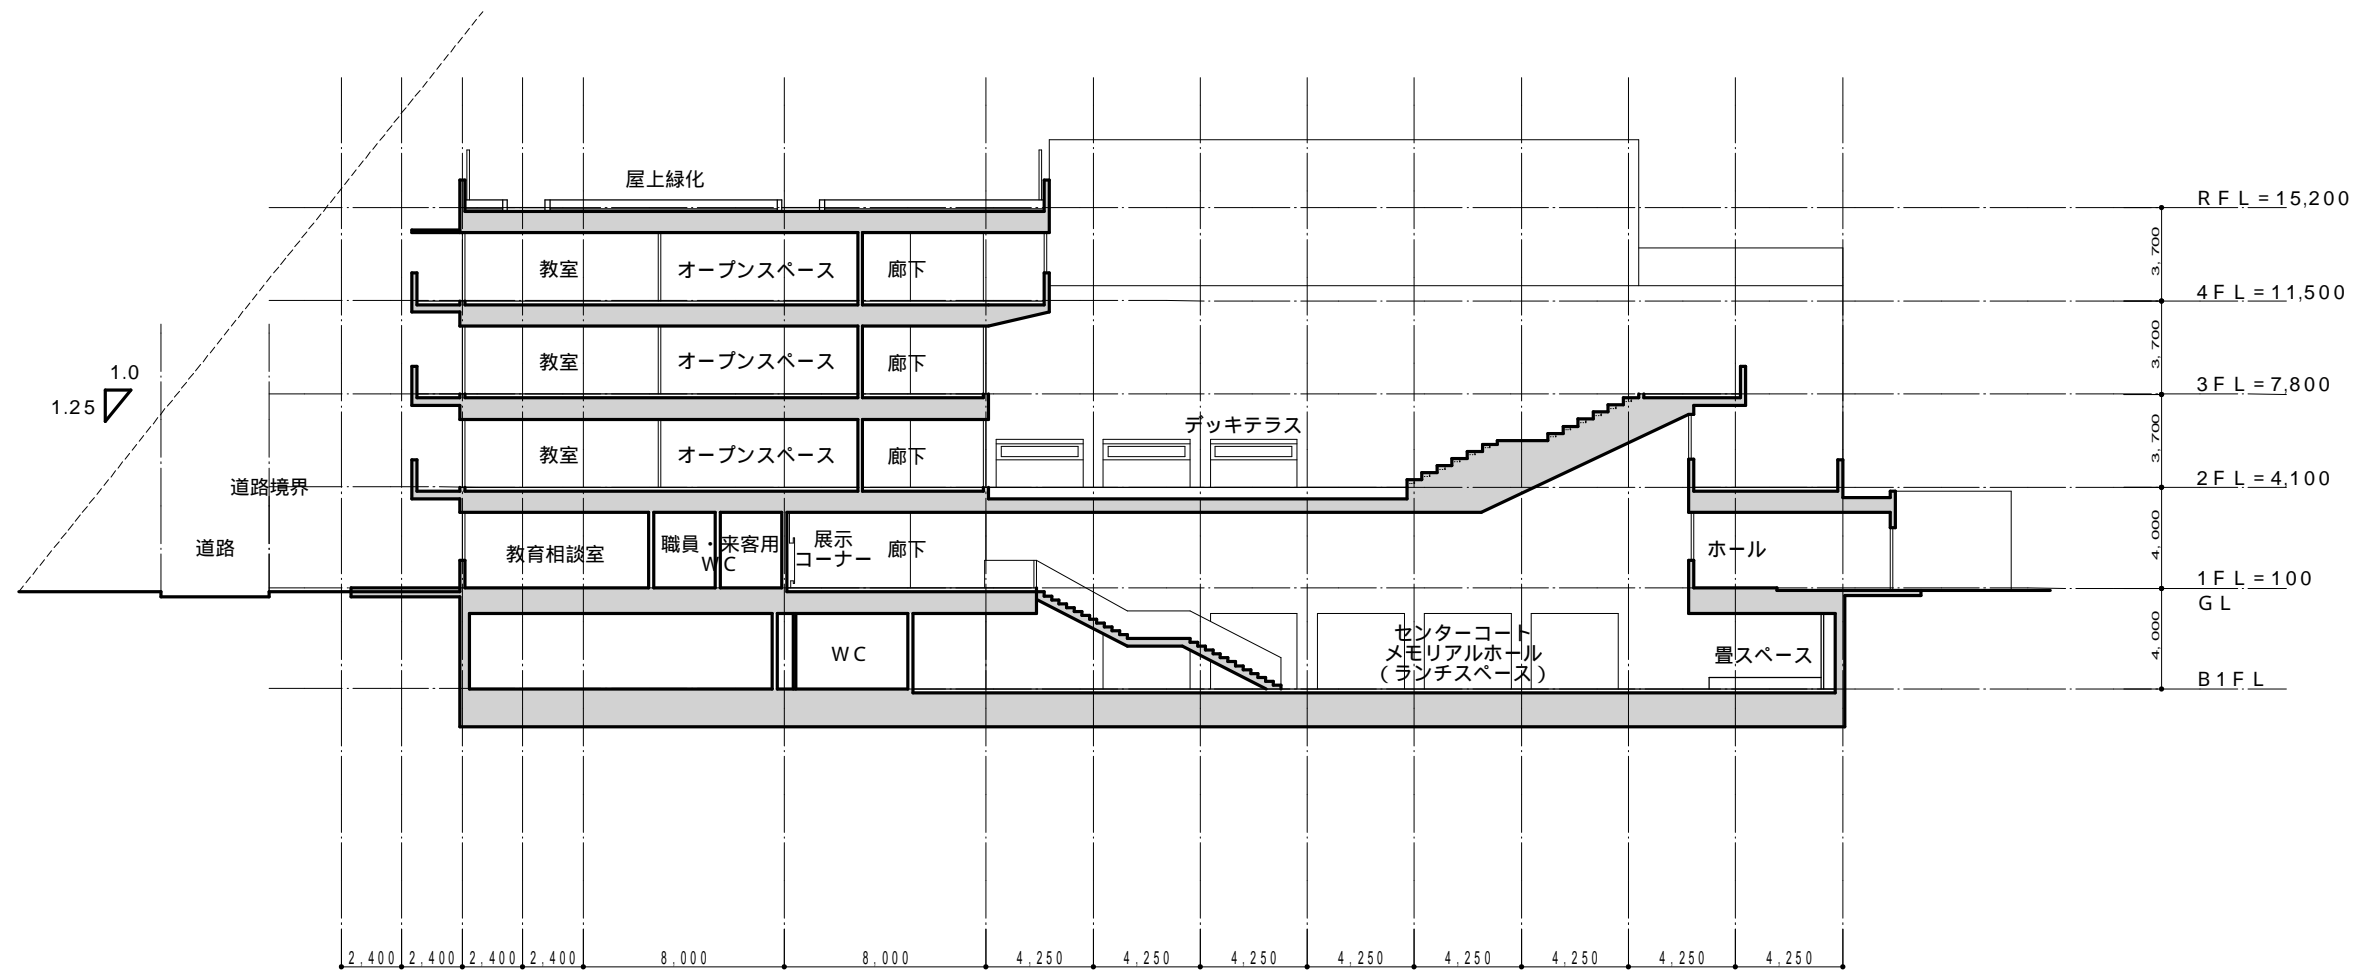 屋上緑化
RFL=15,200
3,700
教室 オープンスペース 廊下
4FL=11,500
3,700
教室 オープンスペース 廊下
1.0
1.25
3FL=7,800
デッキテラス
3,700
教室 オープンスペース 廊下
道路境界
2FL=4,100
道路
教育相談室
職員・来客用
WC
展示
コーナー
廊下
ホール
4,000
1FL=100
GL
WC
センターコート
メモリアルホール
(ランチスペース)
畳スペース
4,000
B1FL
2,400 2,400 2,400 2,400 8,000 8,000 4,250 4,250 4,250 4,250 4,250 4,250 4,250 4,250